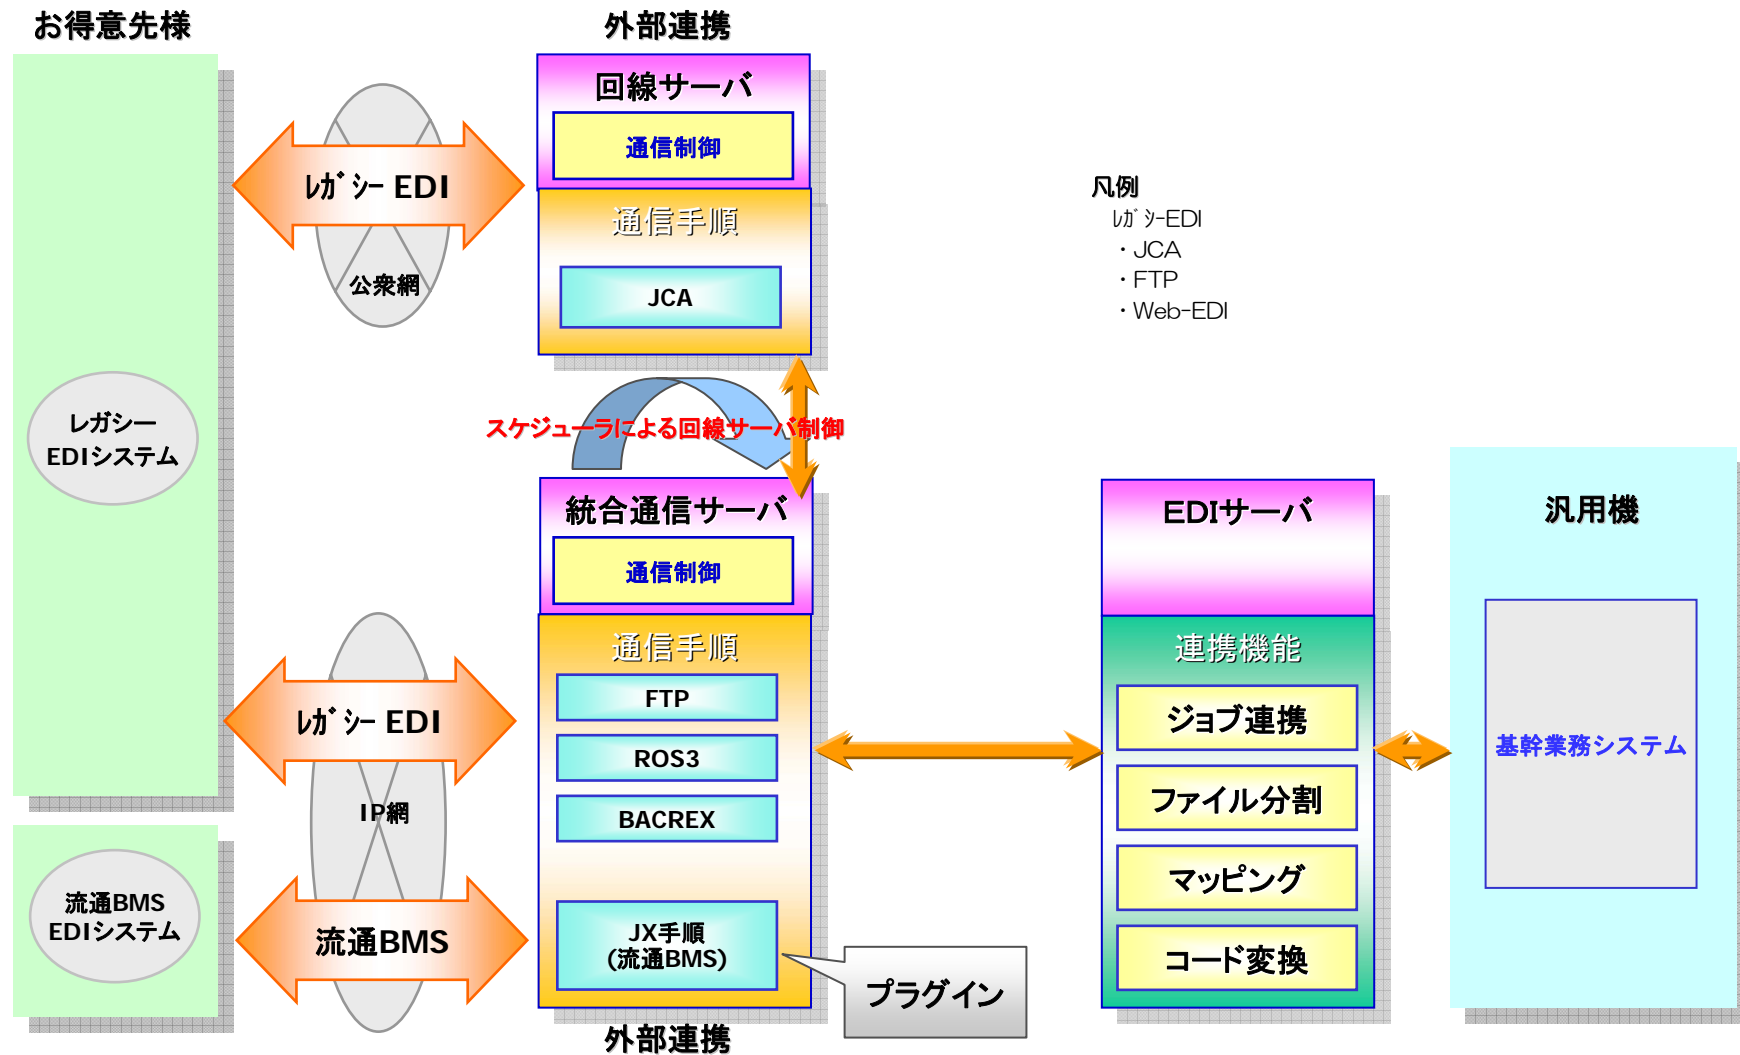 お得意先様
外部連携
回線サーバ
通信制御
ﾚｶﾞｼｰ EDI
通信手順
公衆網
JCA
凡例
ﾚｶﾞｼｰEDI
・JCA
・FTP
・Web-EDI
レガシー
EDIシステム
スケジューラによる回線サーバ制御
統合通信サーバ
通信制御
EDIサーバ
汎用機
通信手順
連携機能
FTP
ﾚｶﾞｼｰ EDI
ジョブ連携
ROS3
基幹業務システム
IP網
BACREX
ファイル分割
マッピング
流通BMS
EDIシステム
流通BMS
JX手順
(流通BMS)
コード変換
プラグイン
外部連携